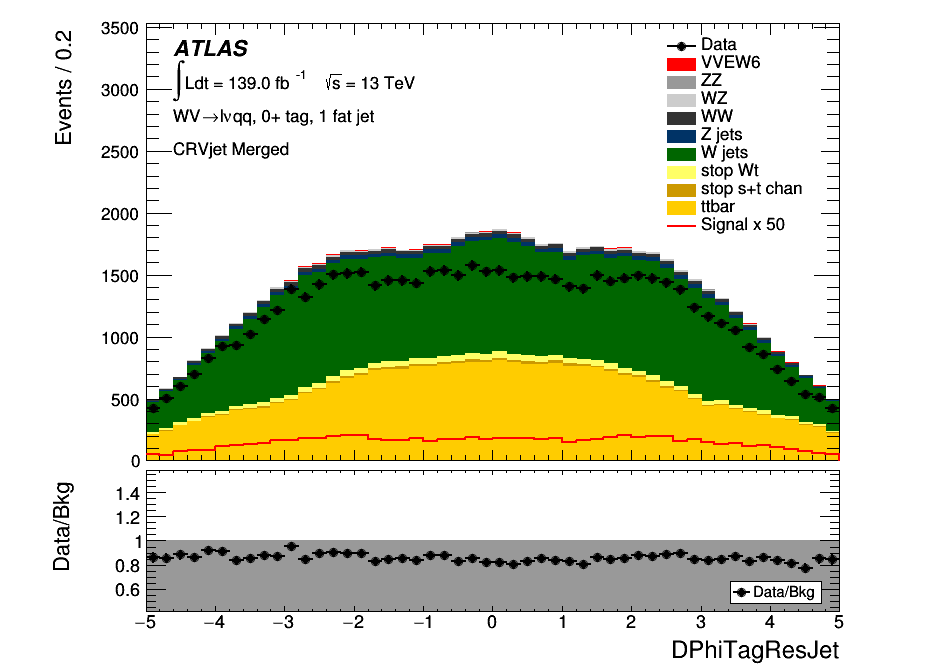 3500
3000
2500
2000
1500
1000
500
0
Events / 0.2
ATLAS
∫Ldt = 139.0 fb⁻¹ √s = 13 TeV
WV→lνqq, 0+ tag, 1 fat jet
CRVjet Merged
Data
VVEW6
ZZ
WZ
WW
Z jets
W jets
stop Wt
stop s+t chan
ttbar
Signal x 50
Data/Bkg
1.4
1.2
1
0.8
0.6
Data/Bkg
−5 −4 −3 −2 −1 0 1 2 3 4 5
DPhiTagResJet